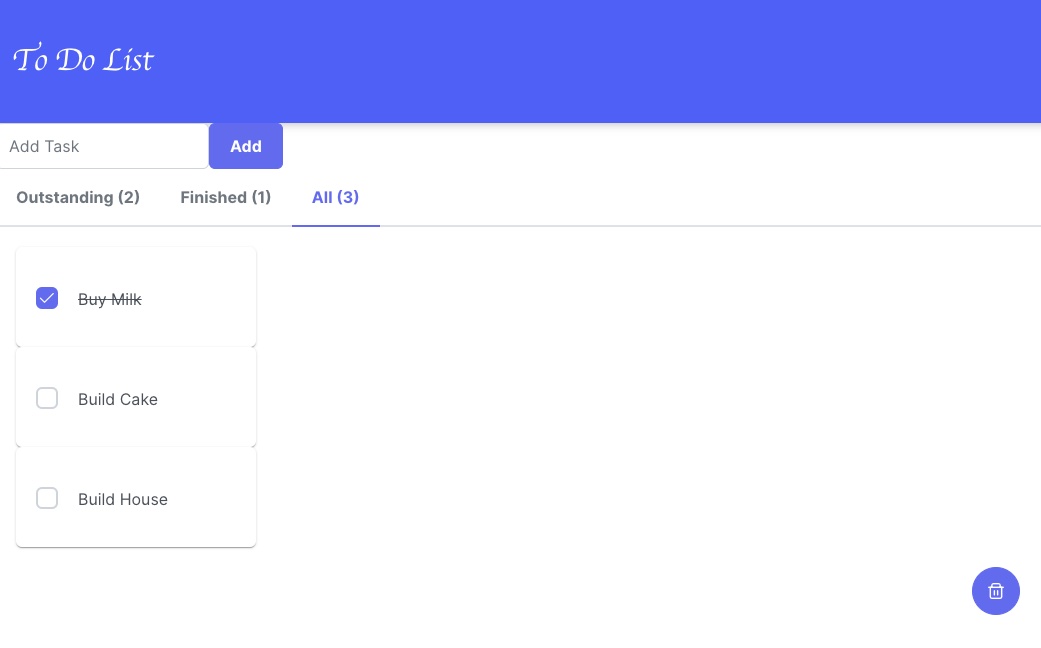 To Do List
Add Task
Add
Outstanding (2)
Finished (1)
All (3)
Buy Milk
Build Cake
Build House